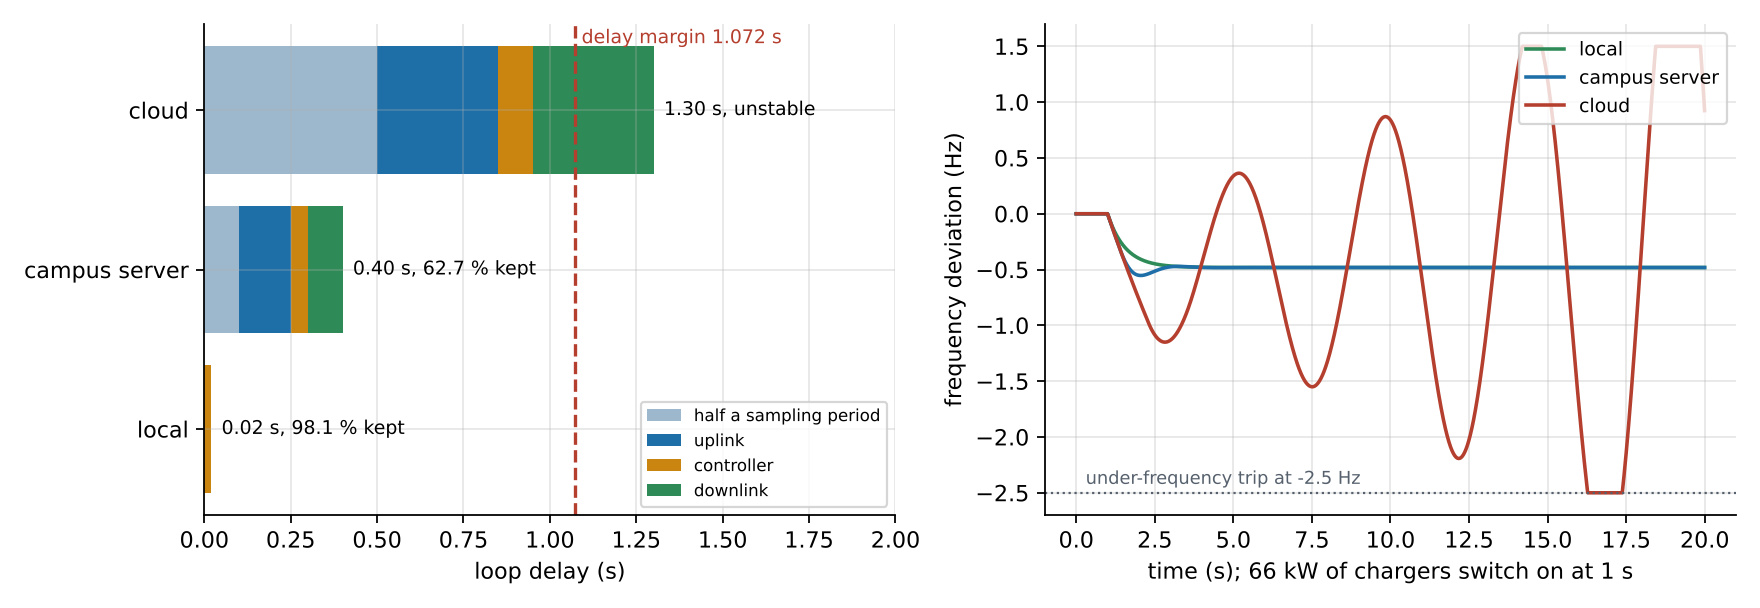 delay margin 1.072 s
cloud
1.30 s, unstable
campus server
0.40 s, 62.7 % kept
local
0.02 s, 98.1 % kept
half a sampling period
uplink
controller
downlink
0.00 0.25 0.50 0.75 1.00 1.25 1.50 1.75 2.00
loop delay (s)
frequency deviation (Hz)
1.5
1.0
0.5
0.0
−0.5
−1.0
−1.5
−2.0
−2.5
local
campus server
cloud
under-frequency trip at -2.5 Hz
0.0 2.5 5.0 7.5 10.0 12.5 15.0 17.5 20.0
time (s); 66 kW of chargers switch on at 1 s